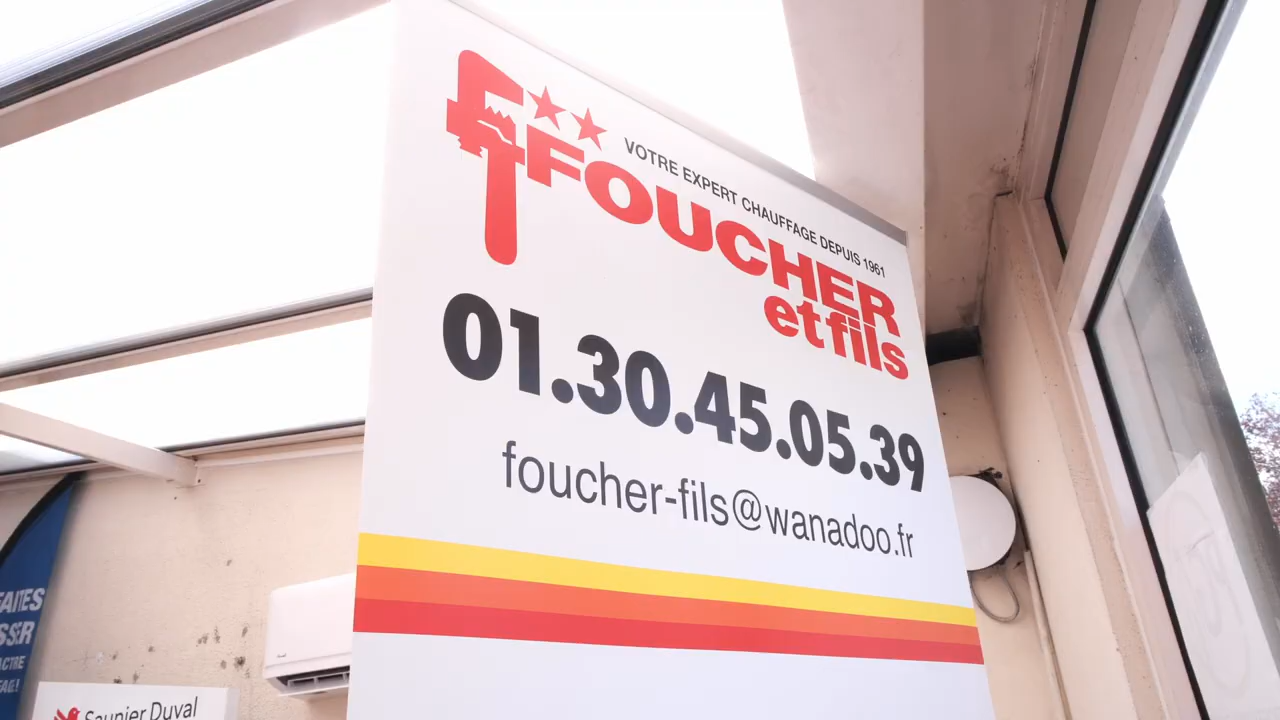 VOTRE EXPERT CHAUFFAGE DEPUIS 1961
FOUCHER
et fils
01.30.45.05.39
foucher-fils@wanadoo.fr
Saunier Duval